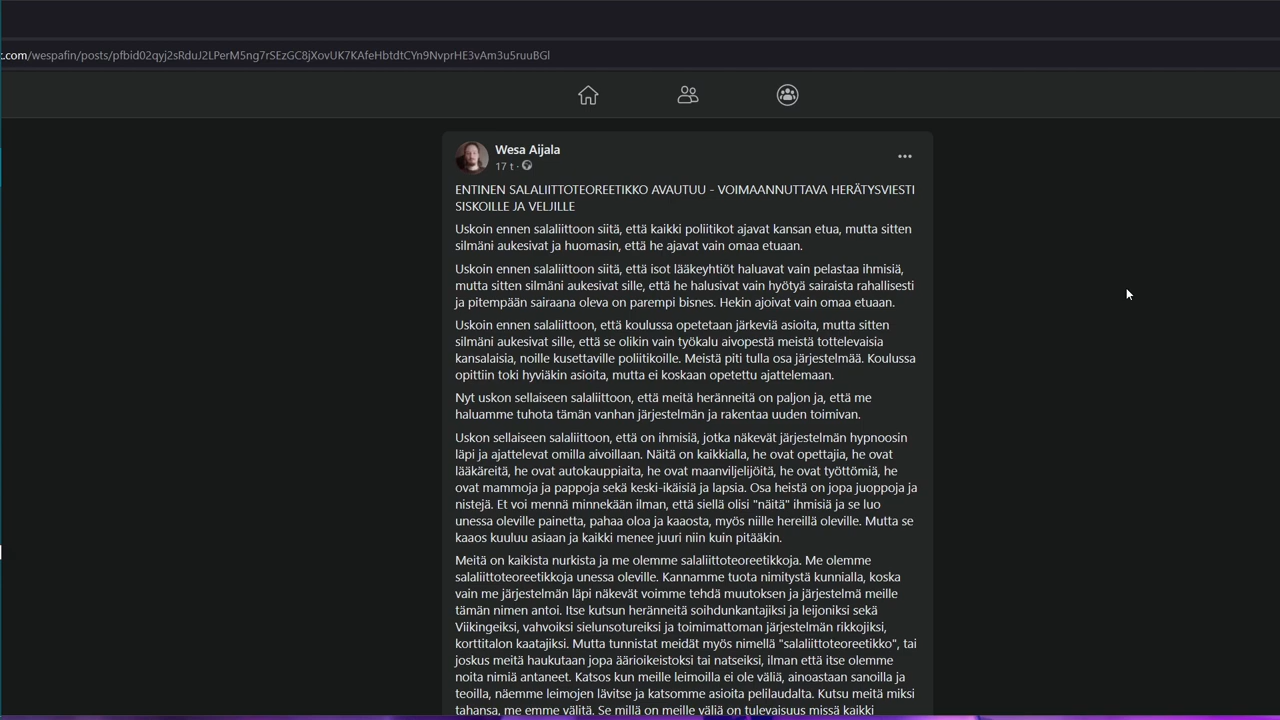 t.com/wespafin/posts/pfbid02qyj2sRduJ2LPerM5ng7rSEzGC8jXovUK7KAfeHbtdtCYn9NvprHE3vAm3u5ruuBGl
Wesa Aijala
17 t ·
ENTINEN SALALIITTOTEOREETIKKO AVAUTUU - VOIMAANNUTTAVA HERÄTYSVIESTI
SISKOILLE JA VELJILLE
Uskoin ennen salaliittoon siitä, että kaikki poliitikot ajavat kansan etua, mutta sitten
silmäni aukesivat ja huomasin, että he ajavat vain omaa etuaan.
Uskoin ennen salaliittoon siitä, että isot lääkeyhtiöt haluavat vain pelastaa ihmisiä,
mutta sitten silmäni aukesivat sille, että he halusivat vain hyötyä sairaista rahallisesti
ja pitempään sairaana oleva on parempi bisnes. Hekin ajoivat vain omaa etuaan.
Uskoin ennen salaliittoon, että koulussa opetetaan järkeviä asioita, mutta sitten
silmäni aukesivat sille, että se olikin vain työkalu aivopestä meistä tottelevaisia
kansalaisia, noille kusettaville poliitikoille. Meistä piti tulla osa järjestelmää. Koulussa
opittiin toki hyviäkin asioita, mutta ei koskaan opetettu ajattelemaan.
Nyt uskon sellaiseen salaliittoon, että meitä heränneitä on paljon ja, että me
haluamme tuhota tämän vanhan järjestelmän ja rakentaa uuden toimivan.
Uskon sellaiseen salaliittoon, että on ihmisiä, jotka näkevät järjestelmän hypnoosin
läpi ja ajattelevat omilla aivoillaan. Näitä on kaikkialla, he ovat opettajia, he ovat
lääkäreitä, he ovat autokauppiaita, he ovat maanviljelijöitä, he ovat työttömiä, he
ovat mammoja ja pappoja sekä keski-ikäisiä ja lapsia. Osa heistä on jopa juoppoja ja
nistejä. Et voi mennä minnekään ilman, että siellä olisi "näitä" ihmisiä ja se luo
unessa oleville painetta, pahaa oloa ja kaaosta, myös niille hereillä oleville. Mutta se
kaaos kuuluu asiaan ja kaikki menee juuri niin kuin pitääkin.
Meitä on kaikista nurkista ja me olemme salaliittoteoreetikkoja. Me olemme
salaliittoteoreetikkoja unessa oleville. Kannamme tuota nimitystä kunnialla, koska
vain me järjestelmän läpi näkevät voimme tehdä muutoksen ja järjestelmä meille
tämän nimen antoi. Itse kutsun heränneitä soihdunkantajiksi ja leijoniksi sekä
Viikingeiksi, vahvoiksi sielunsotureiksi ja toimimattoman järjestelmän rikkojiksi,
korttitalon kaatajiksi. Mutta tunnistat meidät myös nimellä "salaliittoteoreetikko", tai
joskus meitä haukutaan jopa äärioikeistoksi tai natseiksi, ilman että itse olemme
noita nimiä antaneet. Katsos kun meille leimoilla ei ole väliä, ainoastaan sanoilla ja
teoilla, näemme leimojen lävitse ja katsomme asioita pelilaudalta. Kutsu meitä miksi
tahansa, me emme välitä. Se millä on meille väliä on tulevaisuus missä kaikki